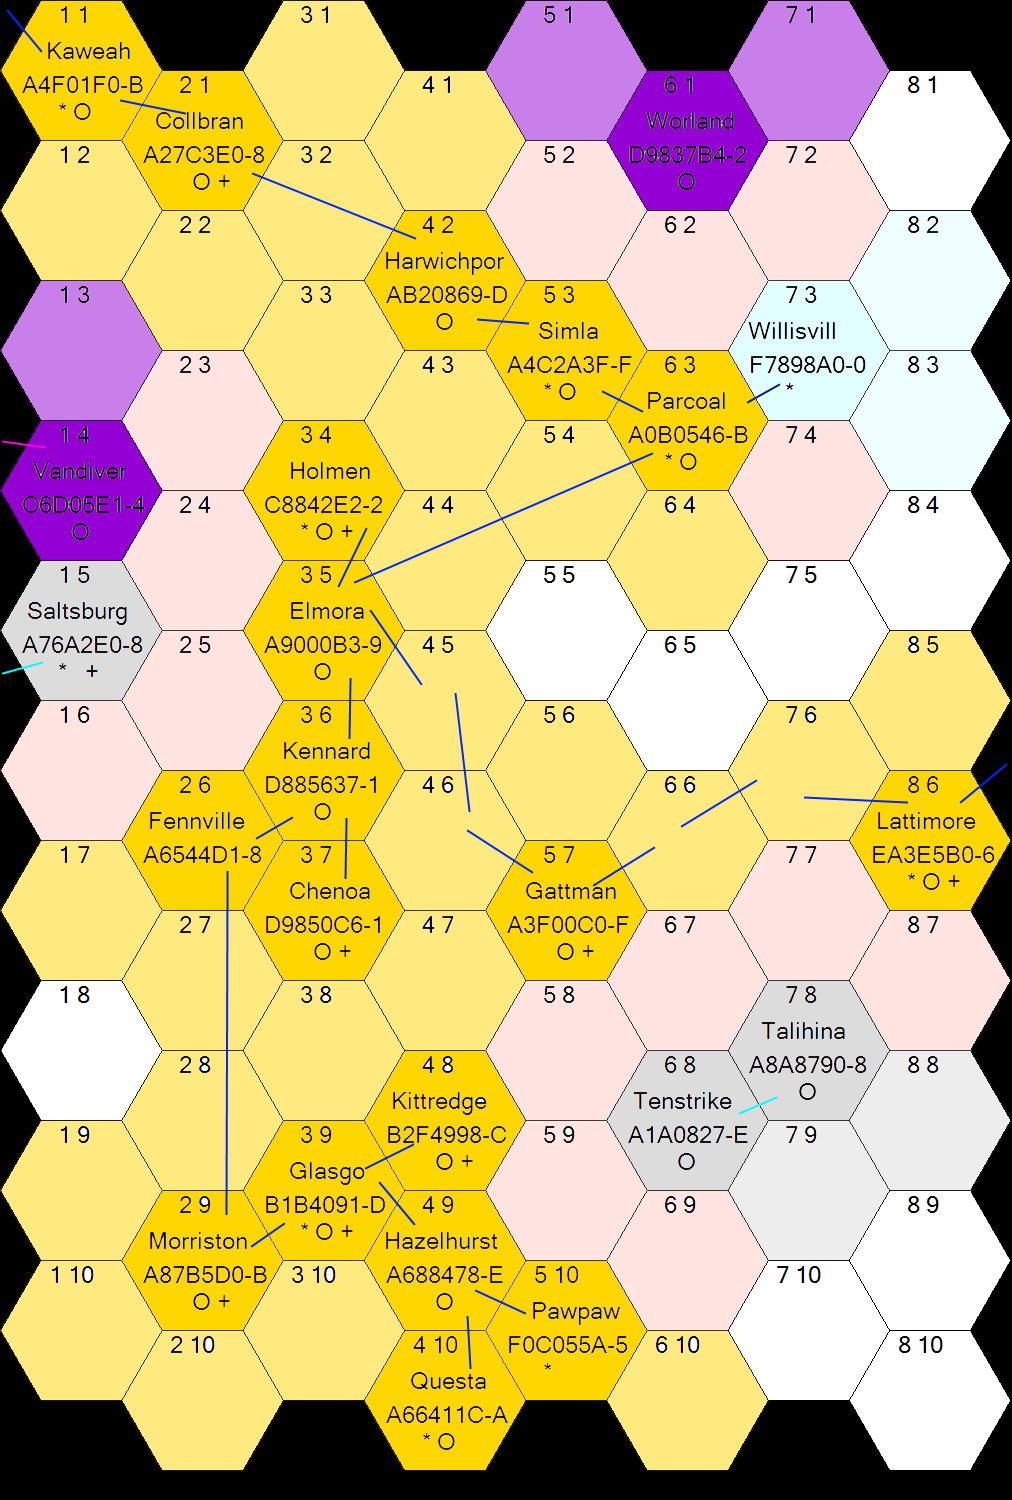 1 1
Kaweah
A4F01F0-B
* O
1 2
1 3
1 4
Vandiver
C6D05E1-4
O
1 5
Saltsburg
A76A2E0-8
* +
1 6
1 7
1 8
1 9
1 10
2 1
Collbran
A27C3E0-8
O +
2 2
2 3
2 4
2 5
2 6
Fennville
A6544D1-8
2 7
2 8
2 9
Morriston
A87B5D0-B
O +
2 10
3 1
3 2
3 3
3 4
Holmen
C8842E2-2
* O +
3 5
Elmora
A9000B3-9
O
3 6
Kennard
D885637-1
O
3 7
Chenoa
D9850C6-1
O +
3 8
3 9
Glasgo
B1B4091-D
* O +
3 10
4 1
4 2
Harwichpor
AB20869-D
O
4 3
4 4
4 5
4 6
4 7
4 8
Kittredge
B2F4998-C
O +
4 9
Hazelhurst
A688478-E
O
4 10
Questa
A66411C-A
* O
5 1
5 2
5 3
Simla
A4C2A3F-F
* O
5 4
5 5
5 6
5 7
Gattman
A3F00C0-F
O +
5 8
5 9
5 10
Pawpaw
F0C055A-5
*
6 1
Worland
D9837B4-2
O
6 2
6 3
Parcoal
A0B0546-B
* O
6 4
6 5
6 6
6 7
6 8
Tenstrike
A1A0827-E
O
6 9
6 10
7 1
7 2
7 3
Willisvill
F7898A0-0
*
7 4
7 5
7 6
7 7
7 8
Talihina
A8A8790-8
O
7 9
7 10
8 1
8 2
8 3
8 4
8 5
8 6
Lattimore
EA3E5B0-6
* O +
8 7
8 8
8 9
8 10